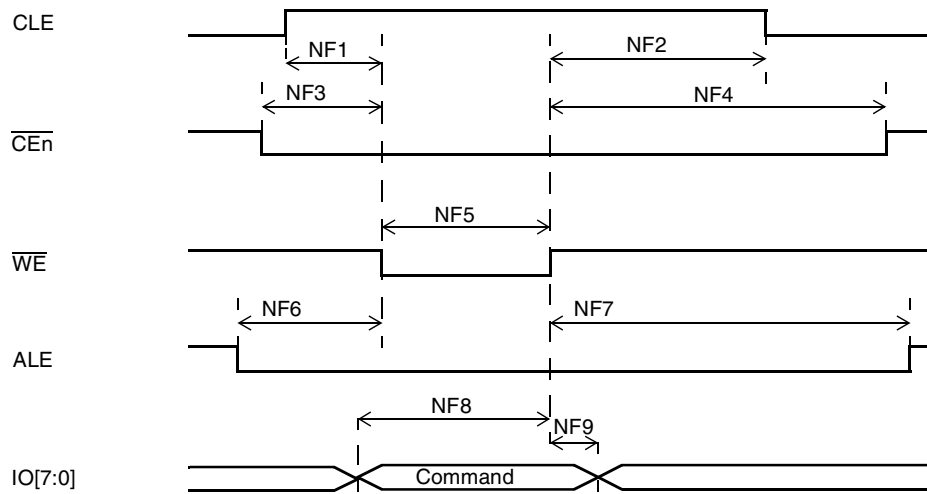 CLE
NF1
NF2
NF3
NF4
CEn
NF5
WE
NF6
NF7
ALE
NF8
NF9
IO[7:0]
Command